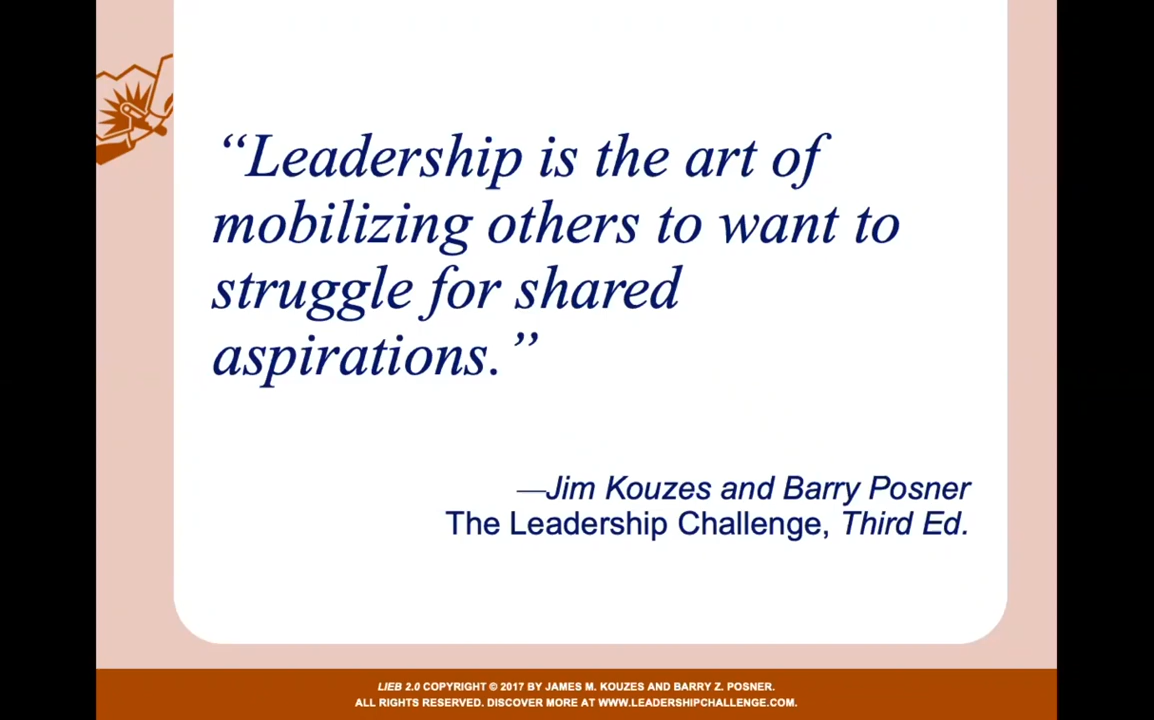 “Leadership is the art of
mobilizing others to want to
struggle for shared
aspirations.”
—Jim Kouzes and Barry Posner
The Leadership Challenge, Third Ed.
LIEB 2.0 COPYRIGHT © 2017 BY JAMES M. KOUZES AND BARRY Z. POSNER.
ALL RIGHTS RESERVED. DISCOVER MORE AT WWW.LEADERSHIPCHALLENGE.COM.